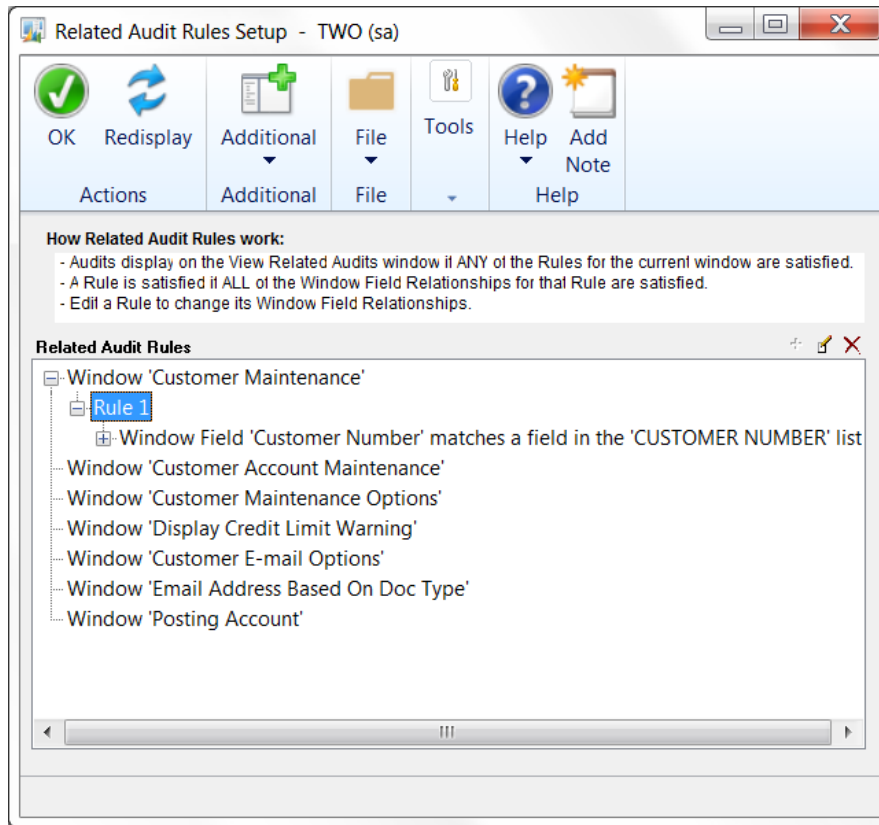 Related Audit Rules Setup - TWO (sa)
OK Redisplay Additional File Tools Help Add Note
Actions Additional File Help
How Related Audit Rules work:
- Audits display on the View Related Audits window if ANY of the Rules for the current window are satisfied.
- A Rule is satisfied if ALL of the Window Field Relationships for that Rule are satisfied.
- Edit a Rule to change its Window Field Relationships.
Related Audit Rules
Window 'Customer Maintenance'
Rule 1
Window Field 'Customer Number' matches a field in the 'CUSTOMER NUMBER' list
Window 'Customer Account Maintenance'
Window 'Customer Maintenance Options'
Window 'Display Credit Limit Warning'
Window 'Customer E-mail Options'
Window 'Email Address Based On Doc Type'
Window 'Posting Account'